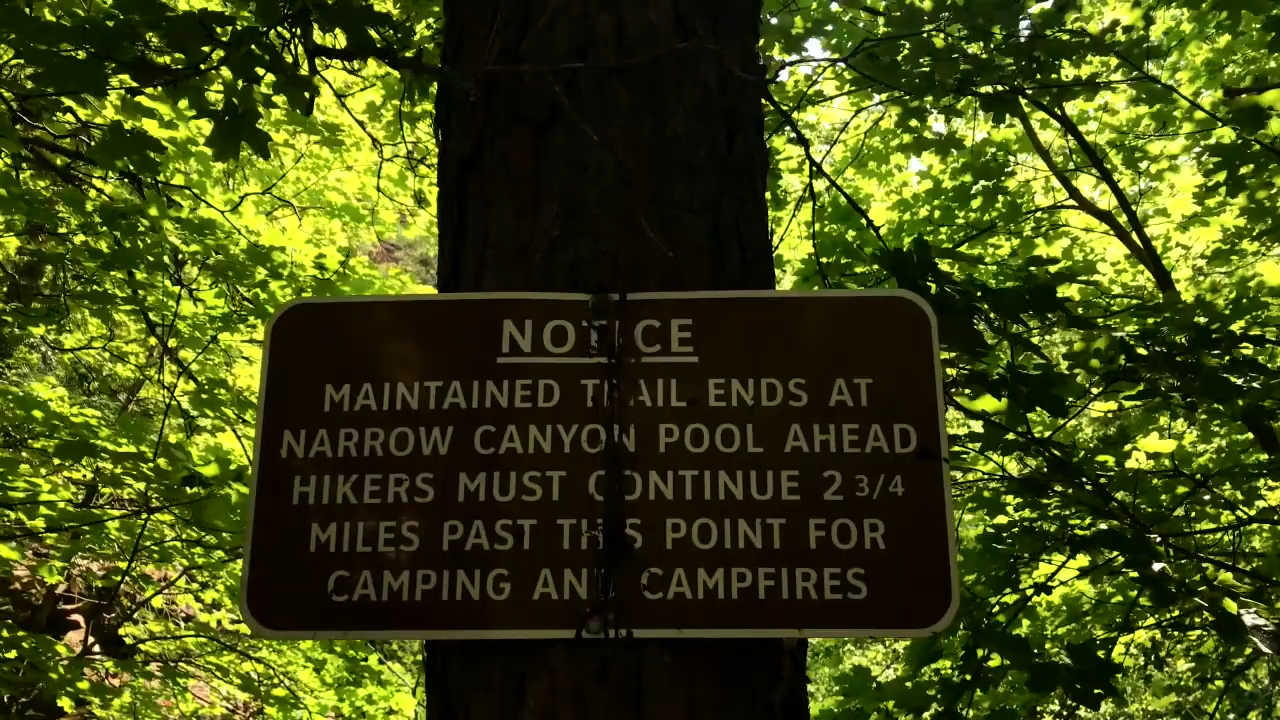 NOTICE
MAINTAINED TRAIL ENDS AT
NARROW CANYON POOL AHEAD
HIKERS MUST CONTINUE 2 3/4
MILES PAST THIS POINT FOR
CAMPING AND CAMPFIRES